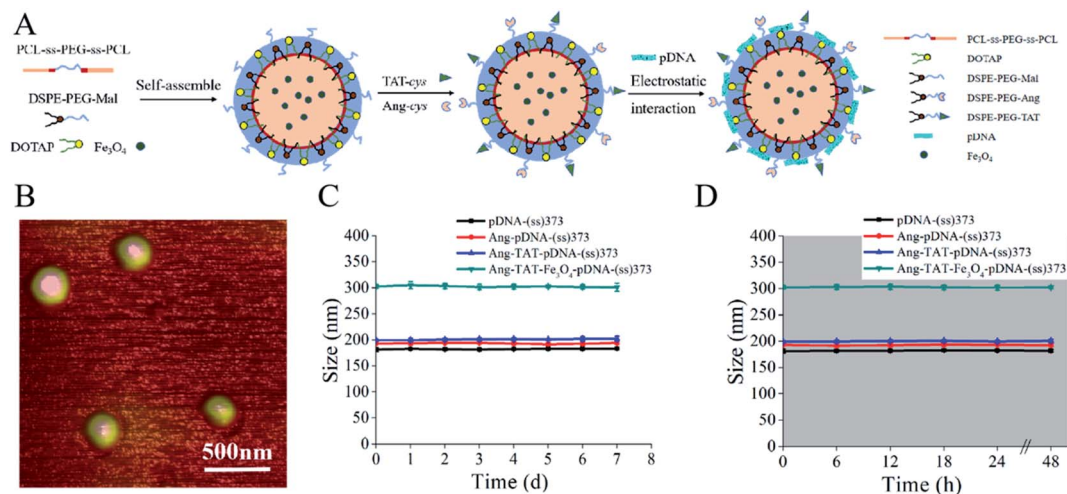 A
PCL-ss-PEG-ss-PCL
DSPE-PEG-Mal
DOTAP Fe₃O₄
Self-assemble
TAT-cys
Ang-cys
pDNA
Electrostatic
interaction
PCL-ss-PEG-ss-PCL
DOTAP
DSPE-PEG-Mal
DSPE-PEG-Ang
DSPE-PEG-TAT
pDNA
Fe₃O₄
B
500nm
C
pDNA-(ss)373
Ang-pDNA-(ss)373
Ang-TAT-pDNA-(ss)373
Ang-TAT-Fe₃O₄-pDNA-(ss)373
Size (nm)
400
350
300
250
200
150
100
50
0
0 1 2 3 4 5 6 7 8
Time (d)
D
pDNA-(ss)373
Ang-pDNA-(ss)373
Ang-TAT-pDNA-(ss)373
Ang-TAT-Fe₃O₄-pDNA-(ss)373
Size (nm)
400
350
300
250
200
150
100
50
0
0 6 12 18 24 48
Time (h)